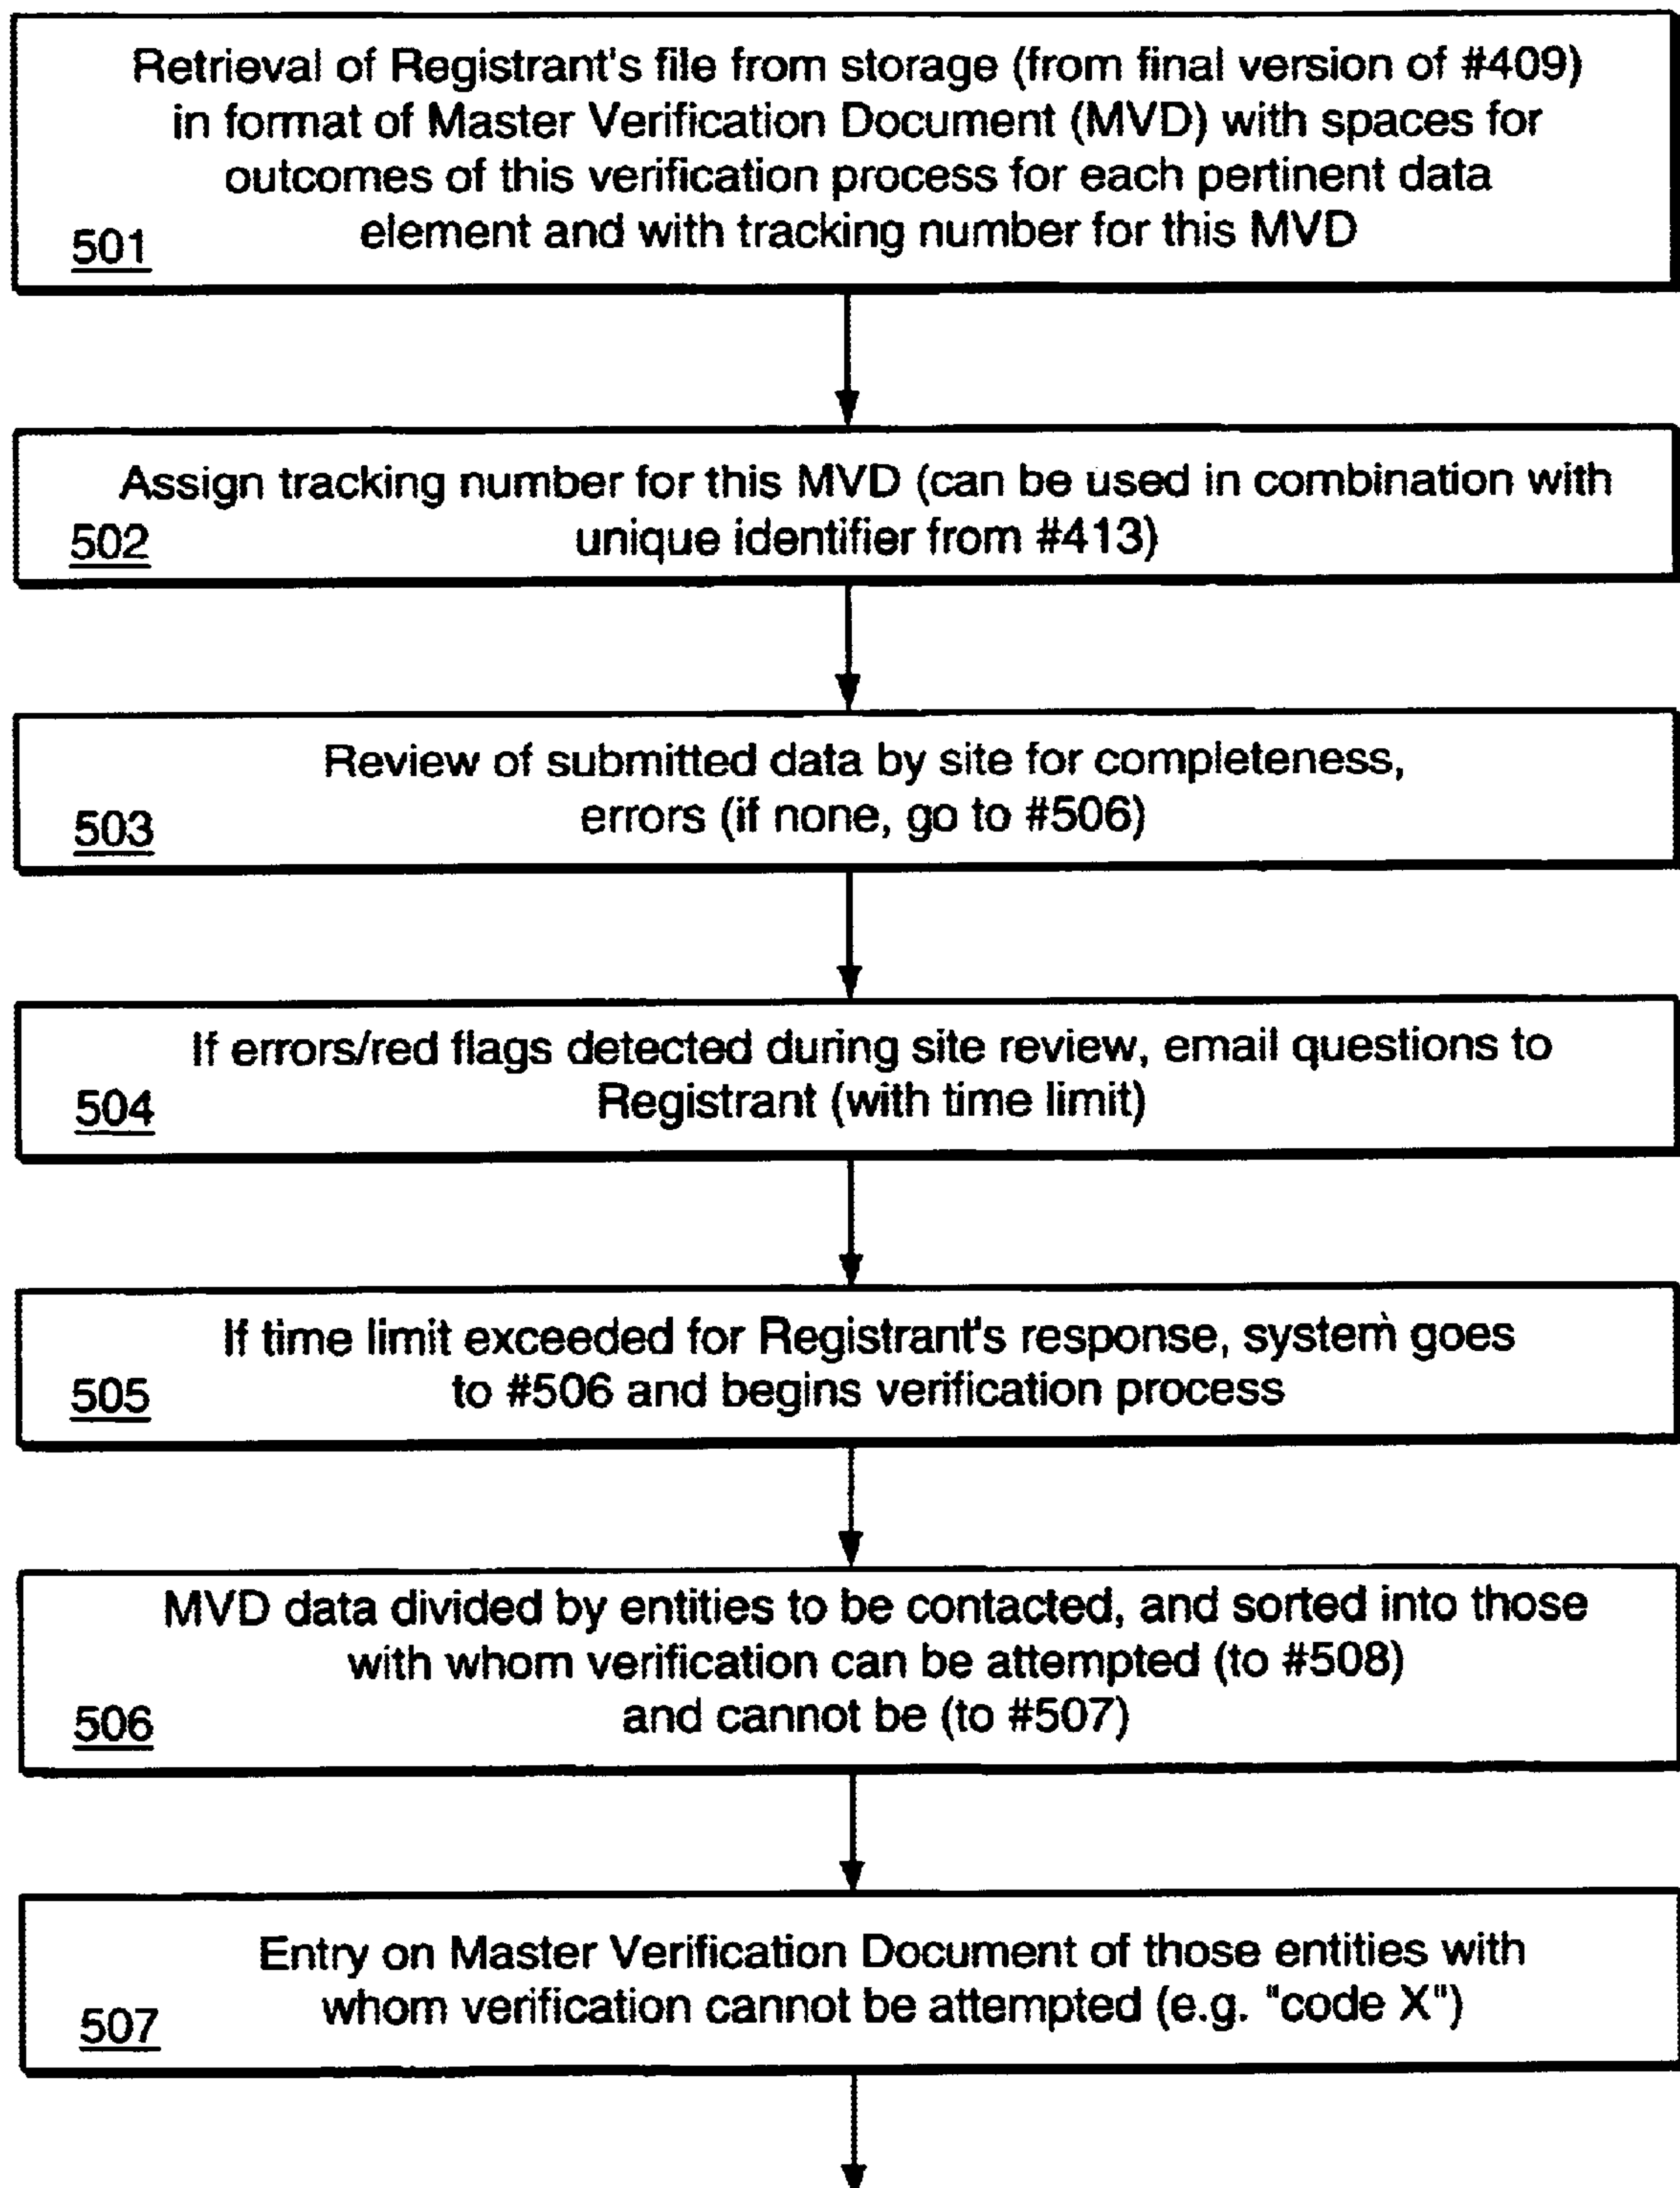 Retrieval of Registrant's file from storage (from final version of #409)
in format of Master Verification Document (MVD) with spaces for
outcomes of this verification process for each pertinent data
element and with tracking number for this MVD
501
Assign tracking number for this MVD (can be used in combination with
unique identifier from #413)
502
Review of submitted data by site for completeness,
errors (if none, go to #506)
503
If errors/red flags detected during site review, email questions to
Registrant (with time limit)
504
If time limit exceeded for Registrant's response, system goes
to #506 and begins verification process
505
MVD data divided by entities to be contacted, and sorted into those
with whom verification can be attempted (to #508)
and cannot be (to #507)
506
Entry on Master Verification Document of those entities with
whom verification cannot be attempted (e.g. "code X")
507